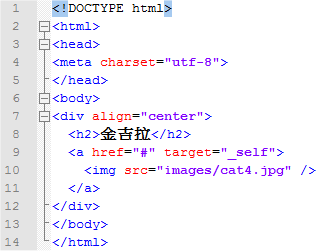 1 <!DOCTYPE html>
2 <html>
3 <head>
4 <meta charset="utf-8">
5 </head>
6 <body>
7 <div align="center">
8 <h2>金吉拉</h2>
9 <a href="#" target="_self">
10 <img src="images/cat4.jpg" />
11 </a>
12 </div>
13 </body>
14 </html>